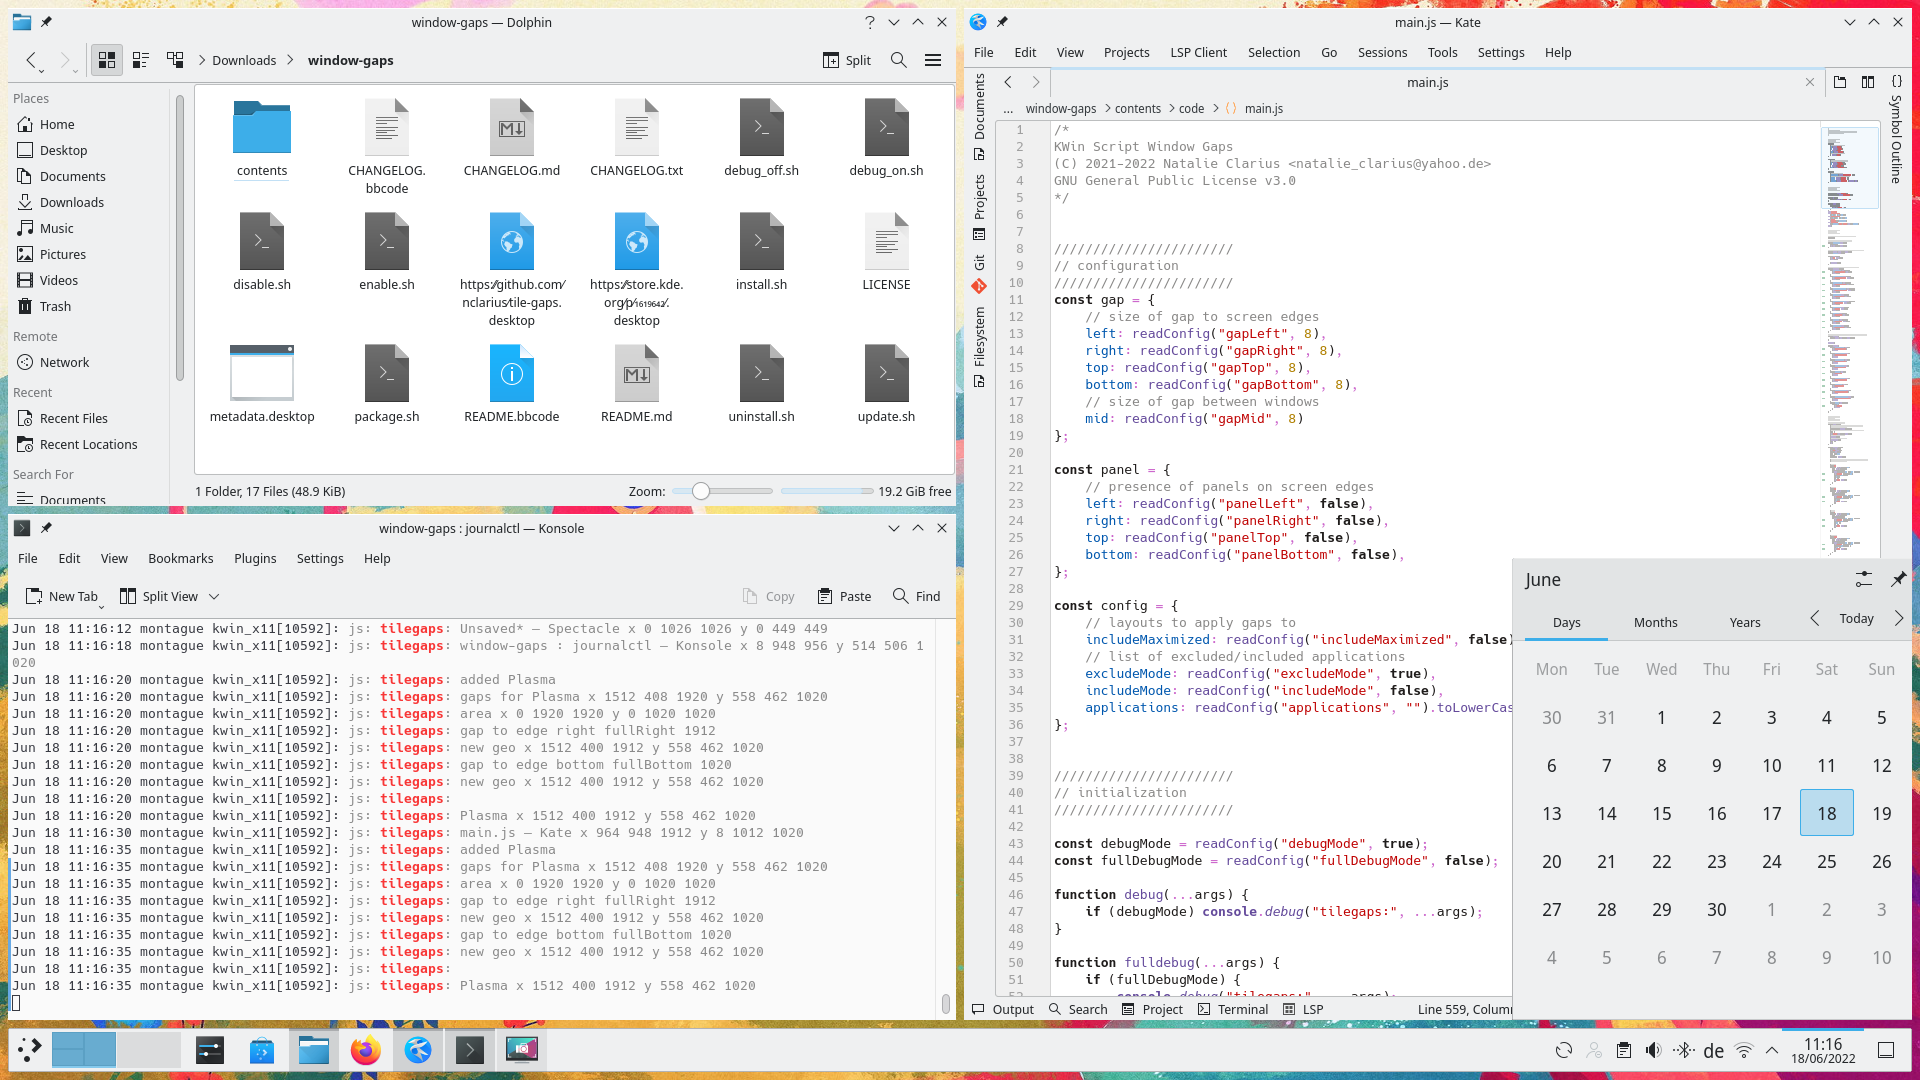 window-gaps — Dolphin
Downloads
window-gaps
Split
Places
Home
Desktop
Documents
Downloads
Music
Pictures
Videos
Trash
Remote
Network
Recent
Recent Files
Recent Locations
Search For
Documents
contents
CHANGELOG.
bbcode
CHANGELOG.md
CHANGELOG.txt
debug_off.sh
debug_on.sh
disable.sh
enable.sh
https⁄⁄github.com⁄
nclarius⁄tile-gaps.
desktop
https⁄⁄store.kde.
org⁄p⁄1619642⁄.
desktop
install.sh
LICENSE
metadata.desktop
package.sh
README.bbcode
README.md
uninstall.sh
update.sh
1 Folder, 17 Files (48.9 KiB)
Zoom:
19.2 GiB free
window-gaps : journalctl — Konsole
File Edit View Bookmarks Plugins Settings Help
New Tab
Split View
Copy
Paste
Find
Jun 18 11:16:12 montague kwin_x11[10592]: js: tilegaps: Unsaved* — Spectacle x 0 1026 1026 y 0 449 449
Jun 18 11:16:18 montague kwin_x11[10592]: js: tilegaps: window-gaps : journalctl — Konsole x 8 948 956 y 514 506 1
020
Jun 18 11:16:20 montague kwin_x11[10592]: js: tilegaps: added Plasma
Jun 18 11:16:20 montague kwin_x11[10592]: js: tilegaps: gaps for Plasma x 1512 408 1920 y 558 462 1020
Jun 18 11:16:20 montague kwin_x11[10592]: js: tilegaps: area x 0 1920 1920 y 0 1020 1020
Jun 18 11:16:20 montague kwin_x11[10592]: js: tilegaps: gap to edge right fullRight 1912
Jun 18 11:16:20 montague kwin_x11[10592]: js: tilegaps: new geo x 1512 400 1912 y 558 462 1020
Jun 18 11:16:20 montague kwin_x11[10592]: js: tilegaps: gap to edge bottom fullBottom 1020
Jun 18 11:16:20 montague kwin_x11[10592]: js: tilegaps: new geo x 1512 400 1912 y 558 462 1020
Jun 18 11:16:20 montague kwin_x11[10592]: js: tilegaps:
Jun 18 11:16:20 montague kwin_x11[10592]: js: tilegaps: Plasma x 1512 400 1912 y 558 462 1020
Jun 18 11:16:30 montague kwin_x11[10592]: js: tilegaps: main.js — Kate x 964 948 1912 y 8 1012 1020
Jun 18 11:16:35 montague kwin_x11[10592]: js: tilegaps: added Plasma
Jun 18 11:16:35 montague kwin_x11[10592]: js: tilegaps: gaps for Plasma x 1512 408 1920 y 558 462 1020
Jun 18 11:16:35 montague kwin_x11[10592]: js: tilegaps: area x 0 1920 1920 y 0 1020 1020
Jun 18 11:16:35 montague kwin_x11[10592]: js: tilegaps: gap to edge right fullRight 1912
Jun 18 11:16:35 montague kwin_x11[10592]: js: tilegaps: new geo x 1512 400 1912 y 558 462 1020
Jun 18 11:16:35 montague kwin_x11[10592]: js: tilegaps: gap to edge bottom fullBottom 1020
Jun 18 11:16:35 montague kwin_x11[10592]: js: tilegaps: new geo x 1512 400 1912 y 558 462 1020
Jun 18 11:16:35 montague kwin_x11[10592]: js: tilegaps:
Jun 18 11:16:35 montague kwin_x11[10592]: js: tilegaps: Plasma x 1512 400 1912 y 558 462 1020
main.js — Kate
File Edit View Projects LSP Client Selection Go Sessions Tools Settings Help
main.js
... window-gaps contents code main.js
Documents
Projects
Git
Filesystem
Symbol Outline
1 /*
2 KWin Script Window Gaps
3 (C) 2021-2022 Natalie Clarius <natalie_clarius@yahoo.de>
4 GNU General Public License v3.0
5 */
6
7
8 ///////////////////////
9 // configuration
10 ///////////////////////
11 const gap = {
12 // size of gap to screen edges
13 left: readConfig("gapLeft", 8),
14 right: readConfig("gapRight", 8),
15 top: readConfig("gapTop", 8),
16 bottom: readConfig("gapBottom", 8),
17 // size of gap between windows
18 mid: readConfig("gapMid", 8)
19 };
20
21 const panel = {
22 // presence of panels on screen edges
23 left: readConfig("panelLeft", false),
24 right: readConfig("panelRight", false),
25 top: readConfig("panelTop", false),
26 bottom: readConfig("panelBottom", false),
27 };
28
29 const config = {
30 // layouts to apply gaps to
31 includeMaximized: readConfig("includeMaximized", false)
32 // list of excluded/included applications
33 excludeMode: readConfig("excludeMode", true),
34 includeMode: readConfig("includeMode", false),
35 applications: readConfig("applications", "").toLowerCas
36 };
37
38
39 ///////////////////////
40 // initialization
41 ///////////////////////
42
43 const debugMode = readConfig("debugMode", true);
44 const fullDebugMode = readConfig("fullDebugMode", false);
45
46 function debug(...args) {
47 if (debugMode) console.debug("tilegaps:", ...args);
48 }
49
50 function fulldebug(...args) {
51 if (fullDebugMode) {
52 console.debug("tilegaps:", ...args);
Output Search Project Terminal LSP Line 559, Column
June
Days Months Years Today
Mon Tue Wed Thu Fri Sat Sun
30 31 1 2 3 4 5
6 7 8 9 10 11 12
13 14 15 16 17 18 19
20 21 22 23 24 25 26
27 28 29 30 1 2 3
4 5 6 7 8 9 10
de
11:16
18/06/2022